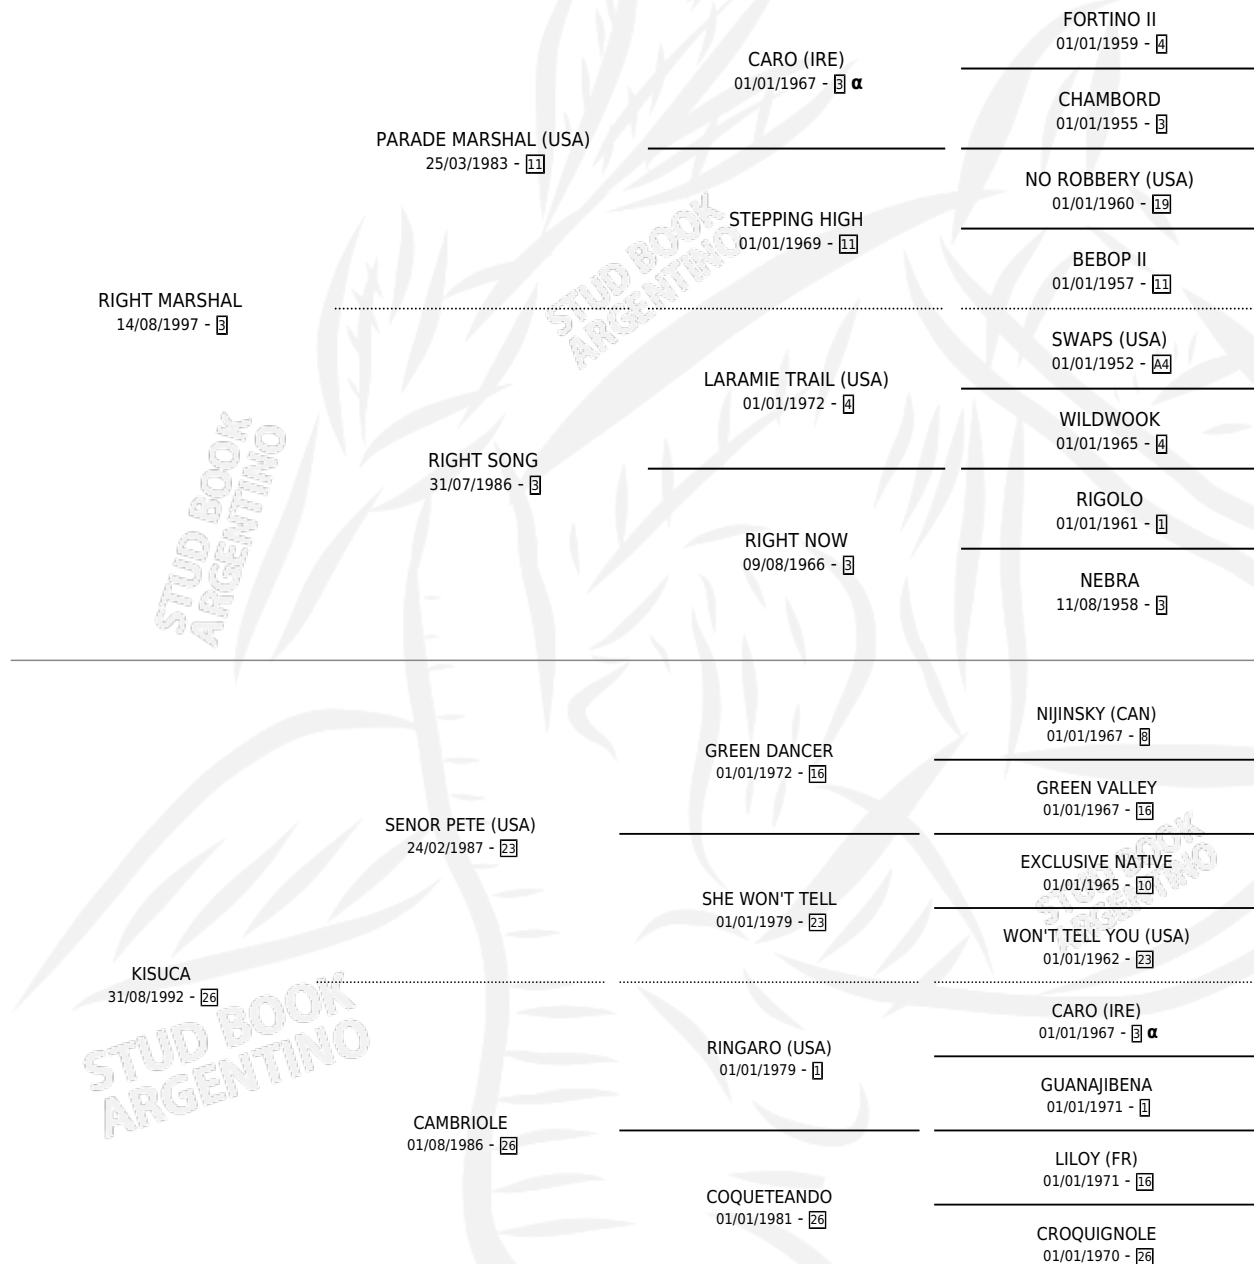 FORTINO II
01/01/1959 - 4
CARO (IRE)
01/01/1967 - 3 α
CHAMBORD
01/01/1955 - 3
PARADE MARSHAL (USA)
25/03/1983 - 11
NO ROBBERY (USA)
01/01/1960 - 19
STEPPING HIGH
01/01/1969 - 11
BEBOP II
01/01/1957 - 11
RIGHT MARSHAL
14/08/1997 - 3
SWAPS (USA)
01/01/1952 - A4
LARAMIE TRAIL (USA)
01/01/1972 - 4
WILDWOOK
01/01/1965 - 4
RIGHT SONG
31/07/1986 - 3
RIGOLO
01/01/1961 - 1
RIGHT NOW
09/08/1966 - 3
NEBRA
11/08/1958 - 3
NIJINSKY (CAN)
01/01/1967 - 8
GREEN DANCER
01/01/1972 - 16
GREEN VALLEY
01/01/1967 - 16
SENOR PETE (USA)
24/02/1987 - 23
EXCLUSIVE NATIVE
01/01/1965 - 10
SHE WON'T TELL
01/01/1979 - 23
WON'T TELL YOU (USA)
01/01/1962 - 23
KISUCA
31/08/1992 - 26
CARO (IRE)
01/01/1967 - 3 α
RINGARO (USA)
01/01/1979 - 1
GUANAJIBENA
01/01/1971 - 1
CAMBRIOLE
01/08/1986 - 26
LILOY (FR)
01/01/1971 - 16
COQUETEANDO
01/01/1981 - 26
CROQUIGNOLE
01/01/1970 - 26
STUD BOOK
ARGENTINO
STUD BOOK
ARGENTINO
STUD BOOK
ARGENTINO
STUD BOOK
ARGENTINO